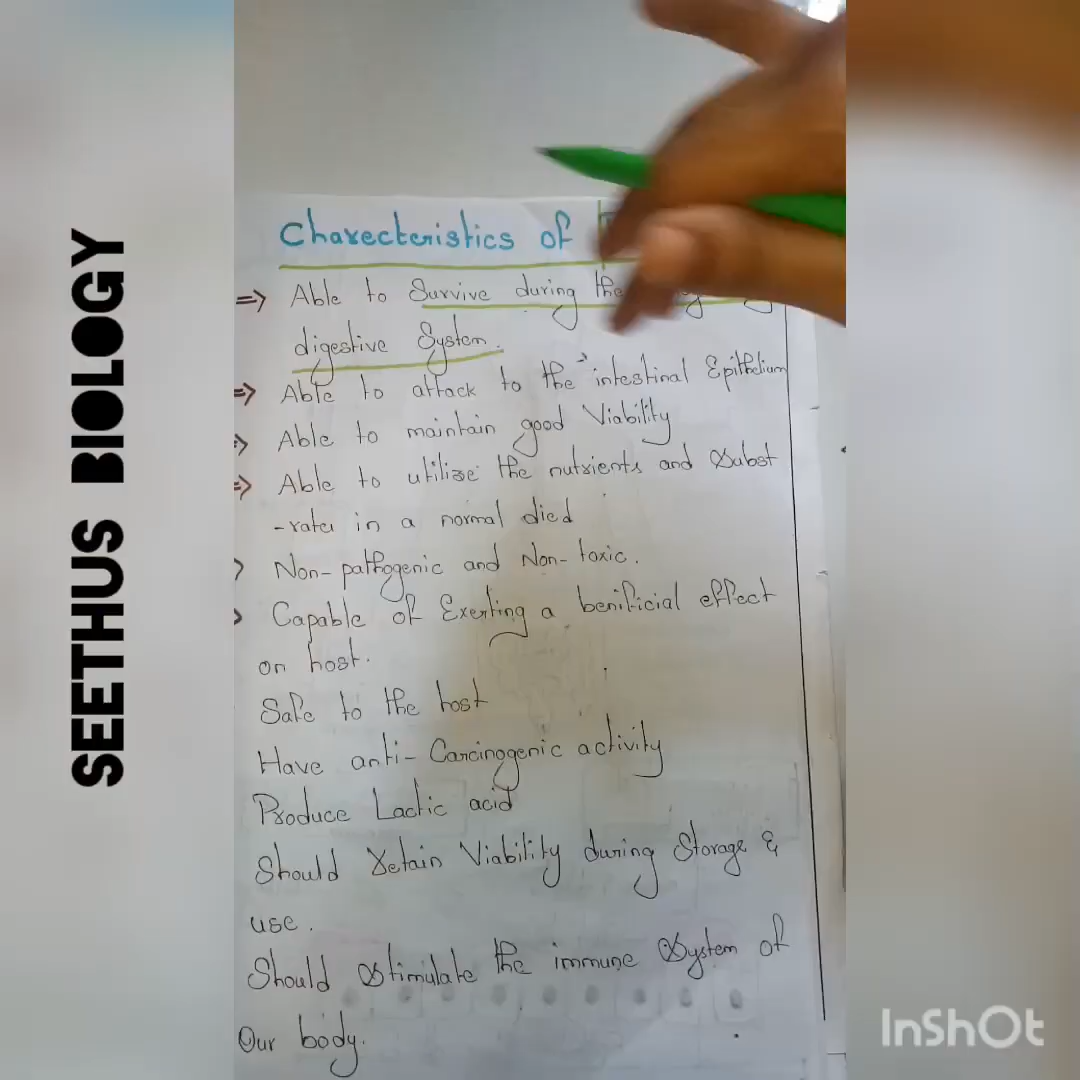 SEETHUS BIOLOGY
Charecteristics of
=> Able to Survive during the
digestive System.
=> Able to attack to the intestinal Epithelium
=> Able to maintain good Viability
=> Able to utilize the nutrients and Subst
-rates in a normal died
Non-pathogenic and Non-toxic.
Capable of Exerting a benificial effect
on host.
Safe to the host
Have anti-Carcinogenic activity
Produce Lactic acid
Should retain Viability during Storage &
use.
Should Stimulate the immune System of
Our body.
InShOt